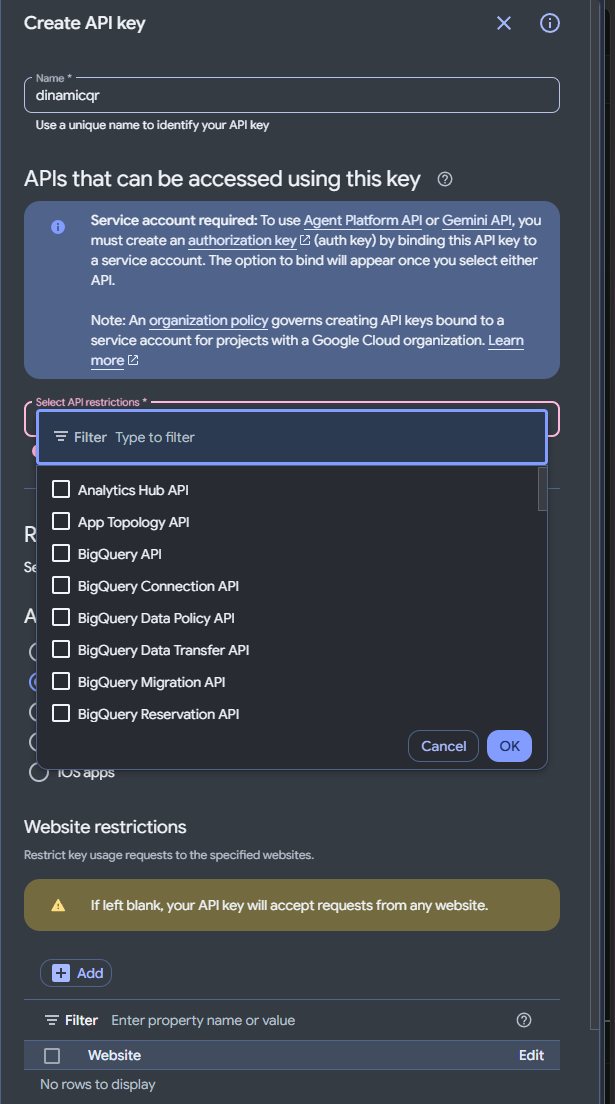 Create API key
Name *
dinamicqr
Use a unique name to identify your API key
APIs that can be accessed using this key
Service account required: To use Agent Platform API or Gemini API, you
must create an authorization key (auth key) by binding this API key to
a service account. The option to bind will appear once you select either
API.
Note: An organization policy governs creating API keys bound to a
service account for projects with a Google Cloud organization. Learn
more
Select API restrictions *
Filter Type to filter
Analytics Hub API
App Topology API
BigQuery API
BigQuery Connection API
BigQuery Data Policy API
BigQuery Data Transfer API
BigQuery Migration API
BigQuery Reservation API
Cancel OK
iOS apps
Website restrictions
Restrict key usage requests to the specified websites.
If left blank, your API key will accept requests from any website.
Add
Filter Enter property name or value
Website Edit
No rows to display